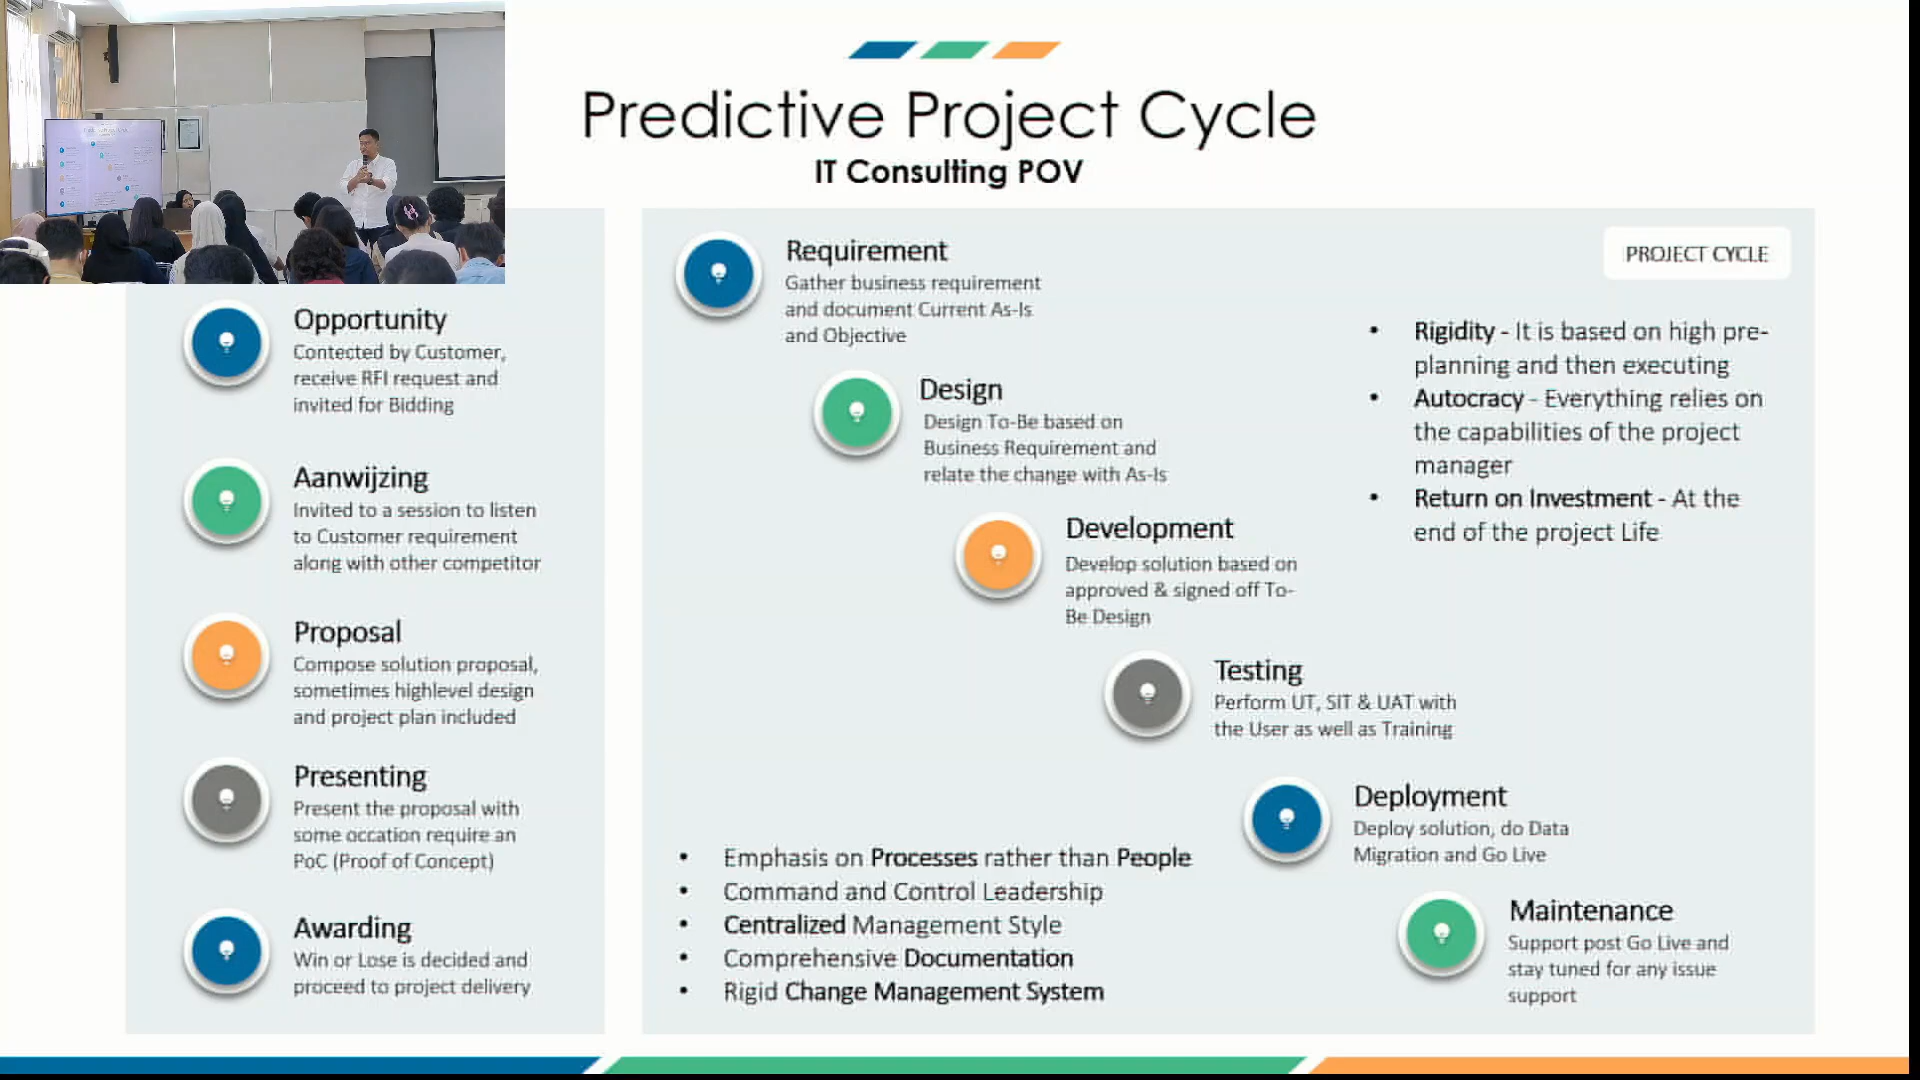 Predictive Project Cycle
IT Consulting POV
Opportunity
Contected by Customer,
receive RFI request and
invited for Bidding
Aanwijzing
Invited to a session to listen
to Customer requirement
along with other competitor
Proposal
Compose solution proposal,
sometimes highlevel design
and project plan included
Presenting
Present the proposal with
some occation require an
PoC (Proof of Concept)
Awarding
Win or Lose is decided and
proceed to project delivery
PROJECT CYCLE
Requirement
Gather business requirement
and document Current As-Is
and Objective
Design
Design To-Be based on
Business Requirement and
relate the change with As-Is
Development
Develop solution based on
approved & signed off To-
Be Design
Testing
Perform UT, SIT & UAT with
the User as well as Training
Deployment
Deploy solution, do Data
Migration and Go Live
Maintenance
Support post Go Live and
stay tuned for any issue
support
• Rigidity - It is based on high pre-
planning and then executing
• Autocracy - Everything relies on
the capabilities of the project
manager
• Return on Investment - At the
end of the project Life
• Emphasis on Processes rather than People
• Command and Control Leadership
• Centralized Management Style
• Comprehensive Documentation
• Rigid Change Management System